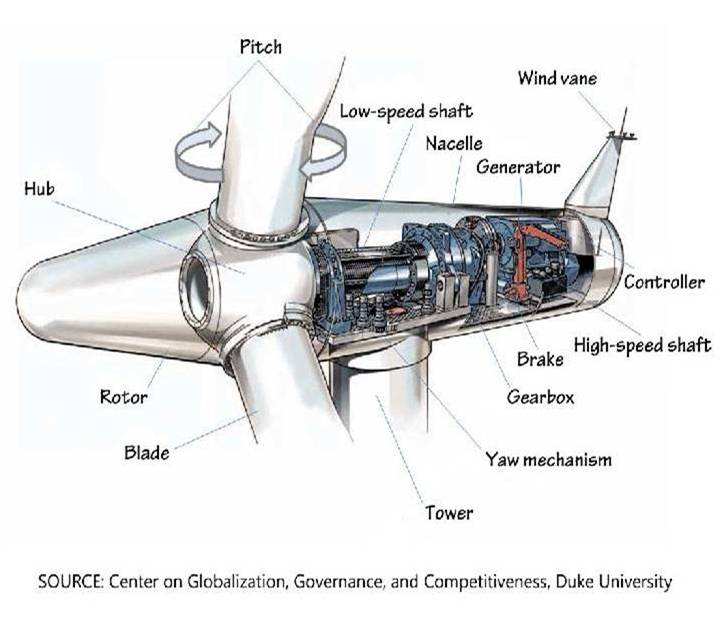 Pitch
Wind vane
Low-speed shaft
Nacelle
Generator
Hub
Controller
High-speed shaft
Brake
Rotor
Gearbox
Blade
Yaw mechanism
Tower
SOURCE: Center on Globalization, Governance, and Competitiveness, Duke University